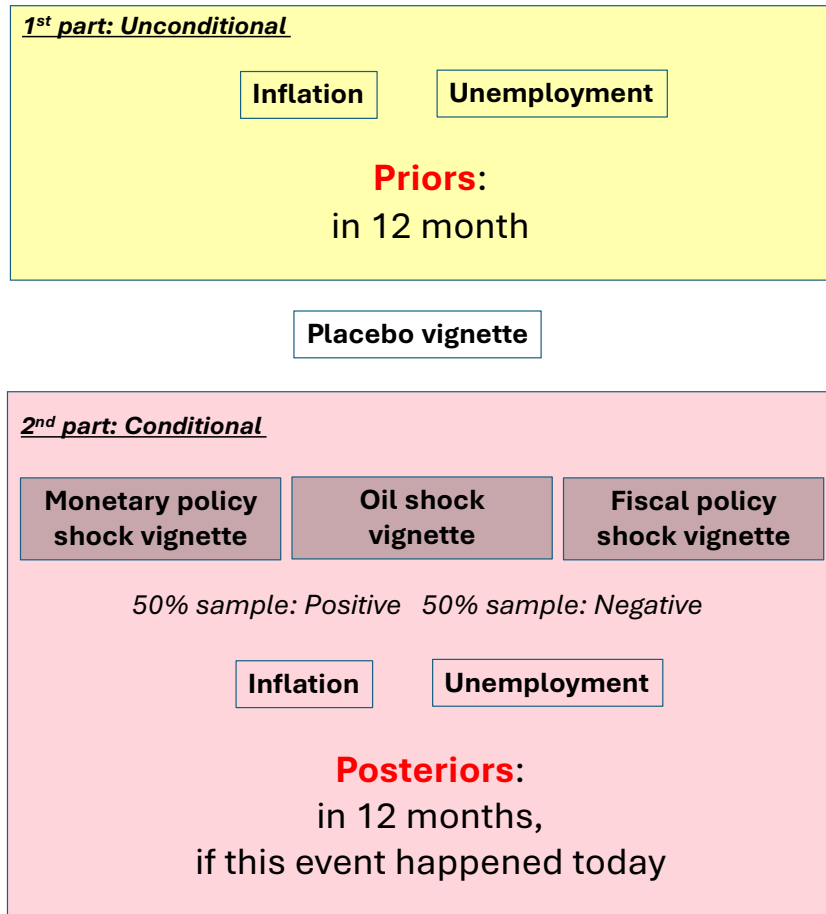 1st part: Unconditional
Inflation Unemployment
Priors:
in 12 month
Placebo vignette
2nd part: Conditional
Monetary policy
shock vignette
Oil shock
vignette
Fiscal policy
shock vignette
50% sample: Positive 50% sample: Negative
Inflation Unemployment
Posteriors:
in 12 months,
if this event happened today